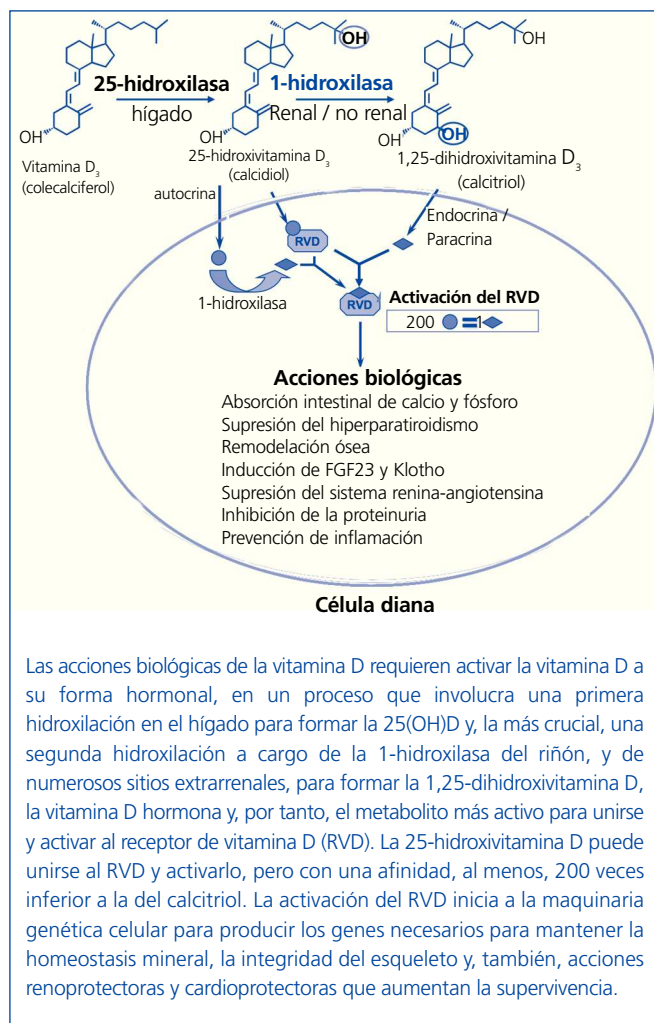 OH
OH
25-hidroxilasa
1-hidroxilasa
hígado
Renal / no renal
OH
OH
OH
OH
Vitamina D3
(colecalciferol)
25-hidroxivitamina D3
(calcidiol)
1,25-dihidroxivitamina D3
(calcitriol)
autocrina
Endocrina /
Paracrina
RVD
1-hidroxilasa
RVD
Activación del RVD
200 = 1
Acciones biológicas
Absorción intestinal de calcio y fósforo
Supresión del hiperparatiroidismo
Remodelación ósea
Inducción de FGF23 y Klotho
Supresión del sistema renina-angiotensina
Inhibición de la proteinuria
Prevención de inflamación
Célula diana
Las acciones biológicas de la vitamina D requieren activar la vitamina D a
su forma hormonal, en un proceso que involucra una primera
hidroxilación en el hígado para formar la 25(OH)D y, la más crucial, una
segunda hidroxilación a cargo de la 1-hidroxilasa del riñón, y de
numerosos sitios extrarrenales, para formar la 1,25-dihidroxivitamina D,
la vitamina D hormona y, por tanto, el metabolito más activo para unirse
y activar al receptor de vitamina D (RVD). La 25-hidroxivitamina D puede
unirse al RVD y activarlo, pero con una afinidad, al menos, 200 veces
inferior a la del calcitriol. La activación del RVD inicia a la maquinaria
genética celular para producir los genes necesarios para mantener la
homeostasis mineral, la integridad del esqueleto y, también, acciones
renoprotectoras y cardioprotectoras que aumentan la supervivencia.